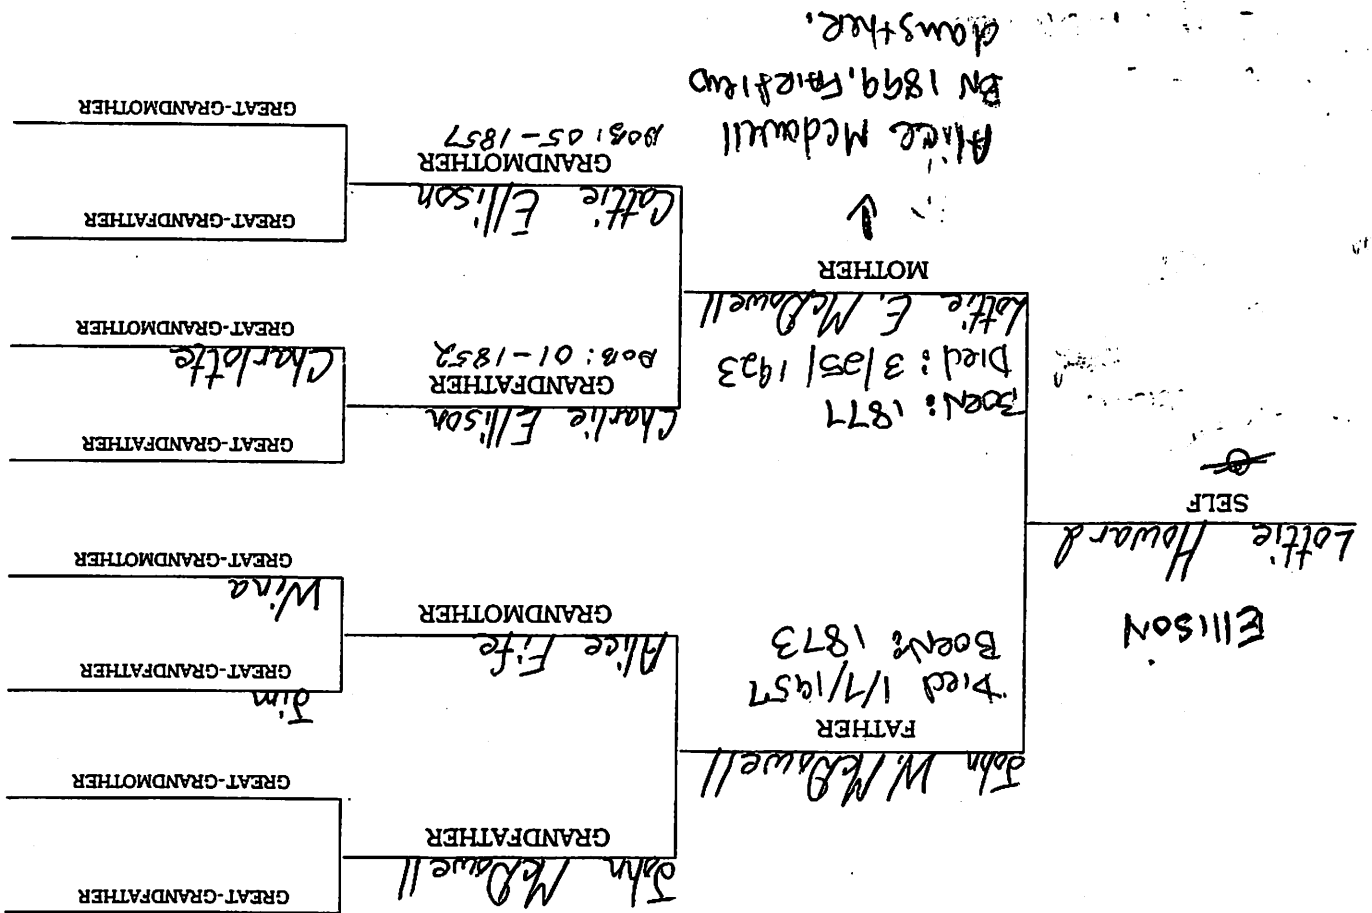 GREAT-GRANDFATHER
John McDowell
GRANDFATHER
GREAT-GRANDMOTHER
John W. McDowell
FATHER
Died 1/7/1957
Born: 1873
Jim
GREAT-GRANDFATHER
Alice Fife
GRANDMOTHER
Wina
GREAT-GRANDMOTHER
Ellison
Lottie Howard
SELF
GREAT-GRANDFATHER
Born: 1877
Died: 3/25/1923
Lottie E. McDowell
MOTHER
Charlie Ellison
GRANDFATHER
DOB: 01-1852
Charlotte
GREAT-GRANDMOTHER
GREAT-GRANDFATHER
Cattie Ellison
GRANDMOTHER
DOB: 05-1857
GREAT-GRANDMOTHER
Alice Mcdowell
BN 1899, Fairfield
daugther.